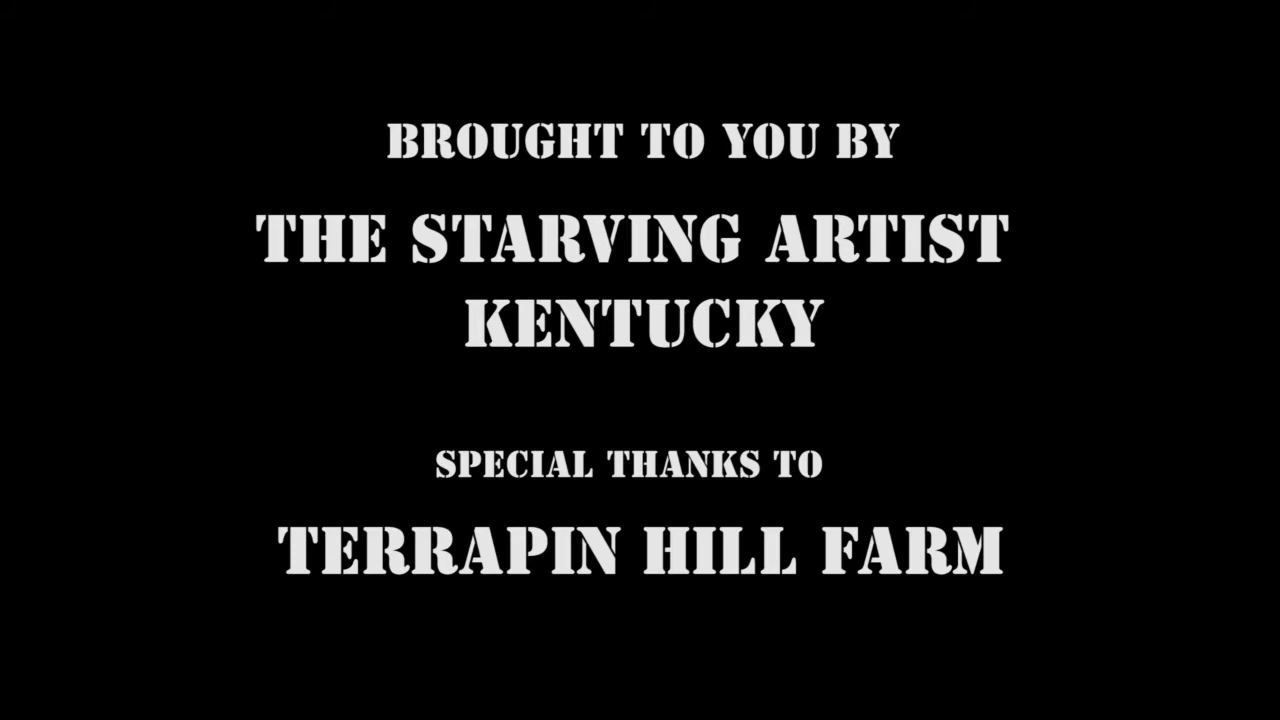 BROUGHT TO YOU BY
THE STARVING ARTIST
KENTUCKY
SPECIAL THANKS TO
TERRAPIN HILL FARM